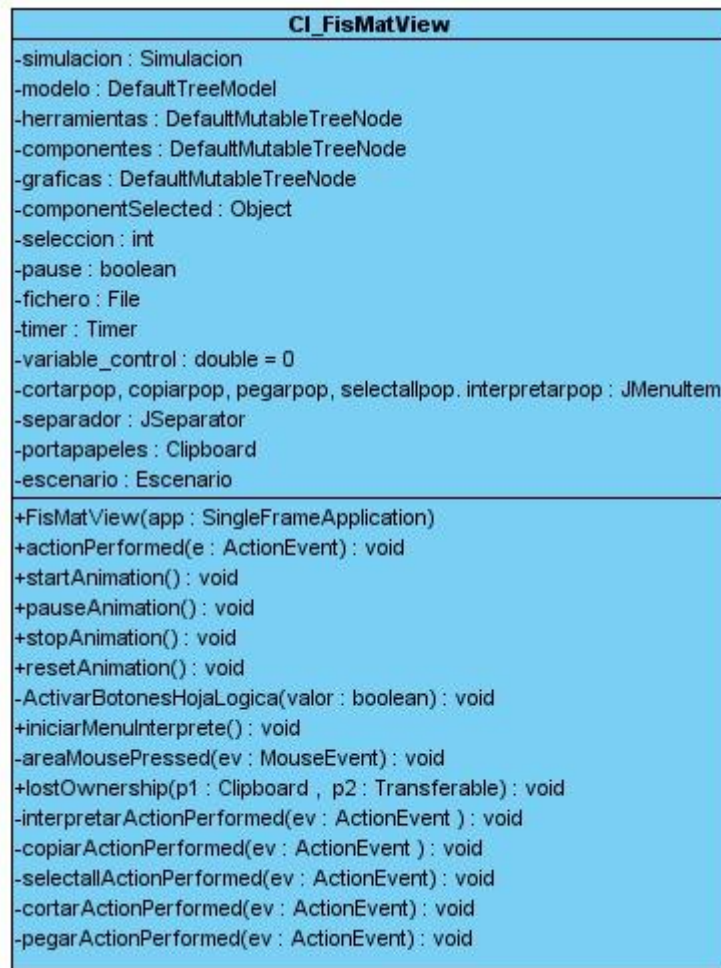 CI_FisMatView
-simulacion : Simulacion
-modelo : DefaultTreeModel
-herramientas : DefaultMutableTreeNode
-componentes : DefaultMutableTreeNode
-graficas : DefaultMutableTreeNode
-componentSelected : Object
-seleccion : int
-pause : boolean
-fichero : File
-timer : Timer
-variable_control : double = 0
-cortarpop, copiarpop, pegarpop, selectallpop. interpretarpop : JMenuItem
-separador : JSeparator
-portapapeles : Clipboard
-escenario : Escenario
+FisMatView(app : SingleFrameApplication)
+actionPerformed(e : ActionEvent) : void
+startAnimation() : void
+pauseAnimation() : void
+stopAnimation() : void
+resetAnimation() : void
-ActivarBotonesHojaLogica(valor : boolean) : void
+iniciarMenuInterprete() : void
-areaMousePressed(ev : MouseEvent) : void
+lostOwnership(p1 : Clipboard , p2 : Transferable) : void
-interpretarActionPerformed(ev : ActionEvent ) : void
-copiarActionPerformed(ev : ActionEvent ) : void
-selectallActionPerformed(ev : ActionEvent) : void
-cortarActionPerformed(ev : ActionEvent) : void
-pegarActionPerformed(ev : ActionEvent) : void